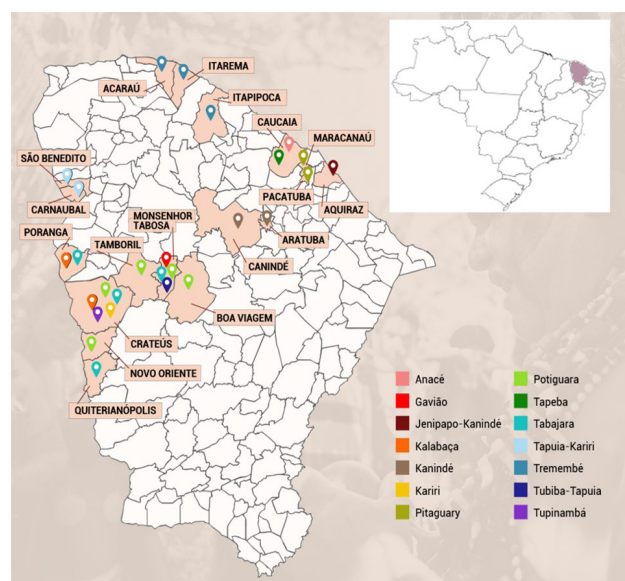 ITAREMA
ACARAÚ
ITAPIPOCA
CAUCAIA
MARACANAÚ
SÃO BENEDITO
CARNAUBAL
MONSENHOR
TABOSA
PACATUBA
AQUIRAZ
PORANGA
TAMBORIL
ARATUBA
CANINDÉ
BOA VIAGEM
CRATEÚS
NOVO ORIENTE
QUITERIANÓPOLIS
Anacé
Gavião
Jenipapo-Kanindé
Kalabaça
Kanindé
Kariri
Pitaguary
Potiguara
Tapeba
Tabajara
Tapuia-Kariri
Tremembé
Tubiba-Tapuia
Tupinambá